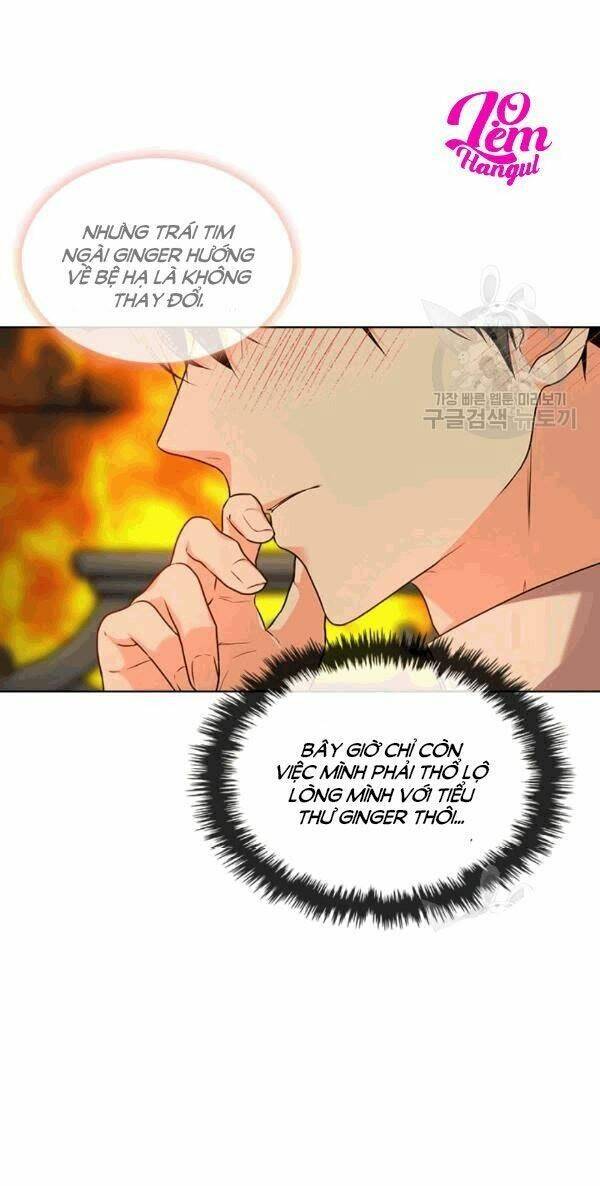 Lọ
Lem
Hangul
NHƯNG TRÁI TIM
NGÀI GINGER HƯỚNG
VỀ BỆ HẠ LÀ KHÔNG
THAY ĐỔI.
가장 빠른 웹툰 미리보기
구글검색 뉴토끼
BÂY GIỜ CHỈ CÒN
VIỆC MÌNH PHẢI THỔ LỘ
LÒNG MÌNH VỚI TIỂU
THƯ GINGER THÔI...